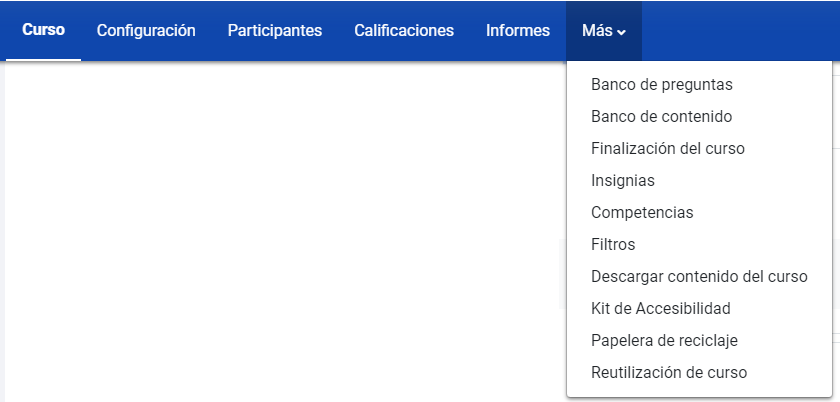 Curso Configuración Participantes Calificaciones Informes Más
Banco de preguntas
Banco de contenido
Finalización del curso
Insignias
Competencias
Filtros
Descargar contenido del curso
Kit de Accesibilidad
Papelera de reciclaje
Reutilización de curso